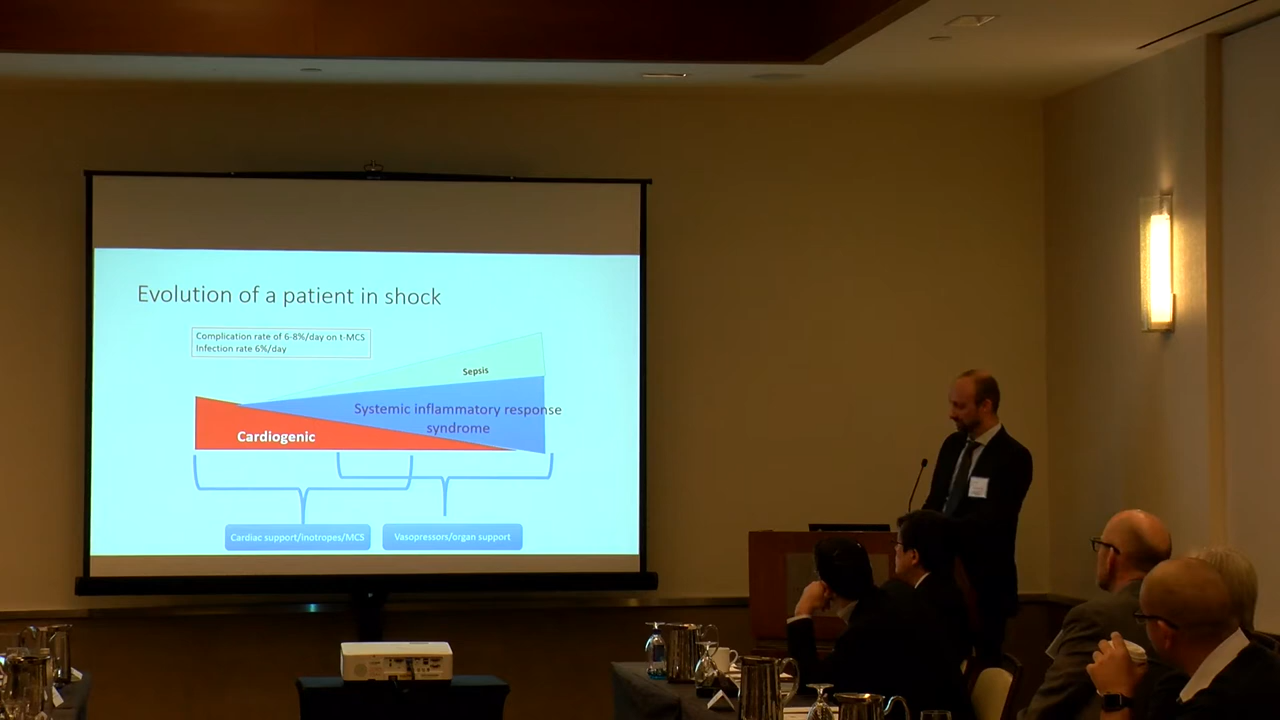 Evolution of a patient in shock
Complication rate of 6-8%/day on t-MCS
Infection rate 6%/day
Sepsis
Systemic inflammatory response
syndrome
Cardiogenic
Cardiac support/inotropes/MCS
Vasopressors/organ support